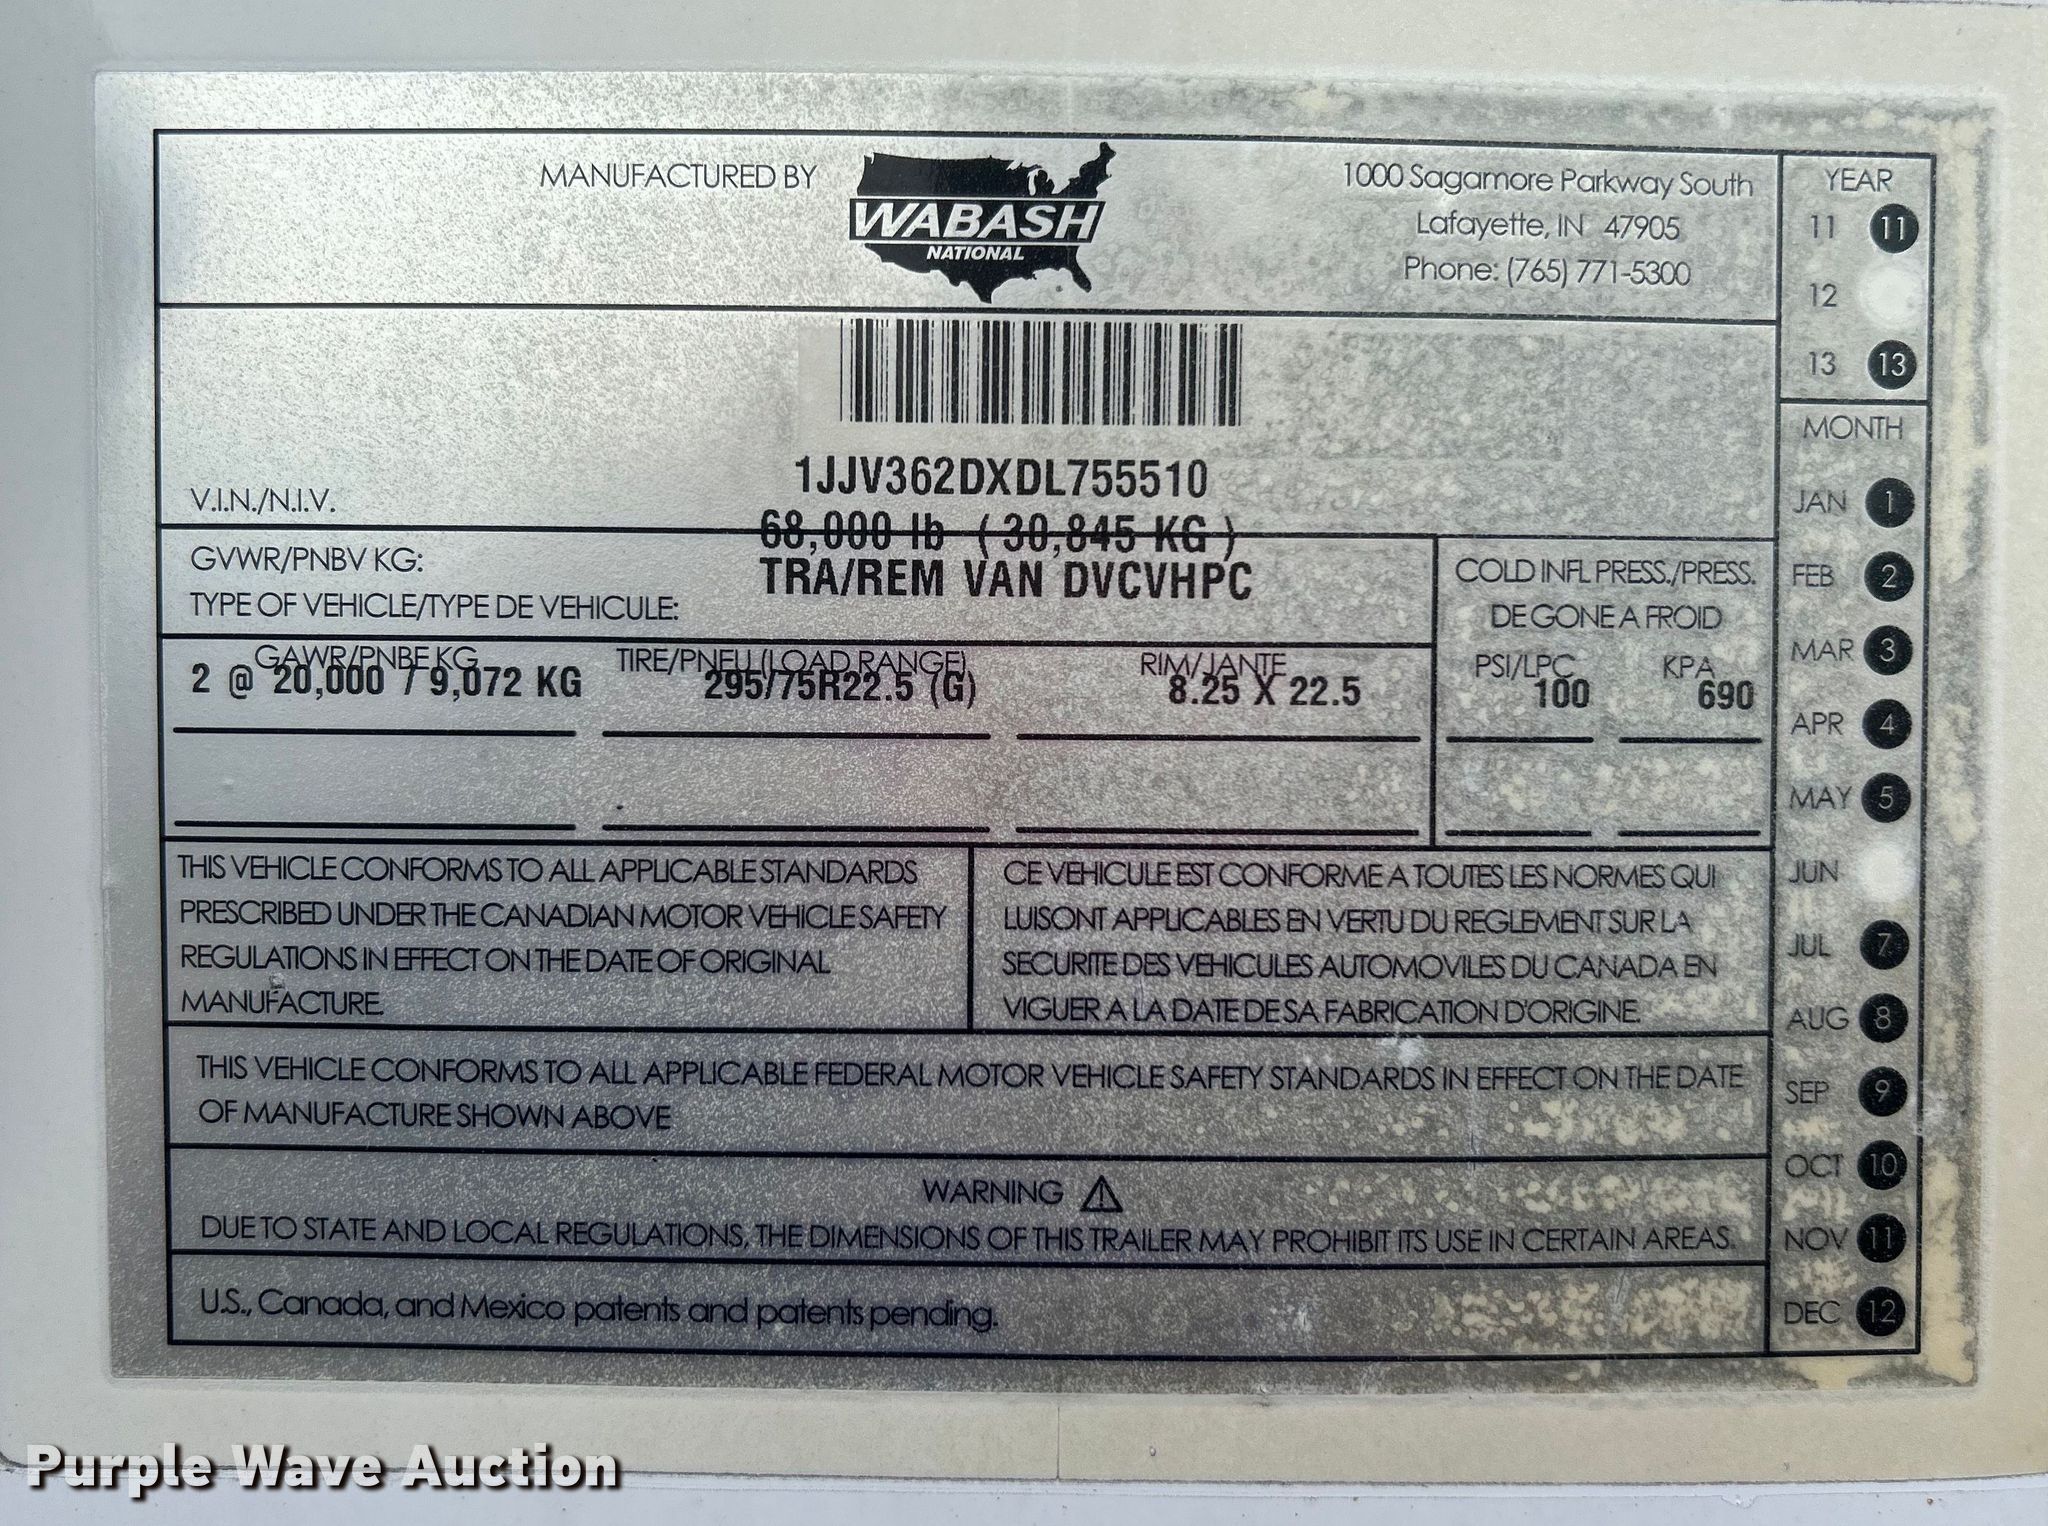 MANUFACTURED BY
WABASH
NATIONAL
1000 Sagamore Parkway South
Lafayette, IN 47905
Phone: (765) 771-5300
YEAR
11 11
12
13 13
V.I.N./N.I.V.
1JJV362DXDL755510
GVWR/PNBV KG:
68,000 lb ( 30,845 KG )
TYPE OF VEHICLE/TYPE DE VEHICULE:
TRA/REM VAN DVCVHPC
COLD INFL PRESS./PRESS.
DE GONE A FROID
GAWR/PNBE KG TIRE/PNEU (LOAD RANGE) RIM/JANTE PSI/LPC KPA
2 @ 20,000 / 9,072 KG 295/75R22.5 (G) 8.25 X 22.5 100 690
MONTH
JAN 1
FEB 2
MAR 3
APR 4
MAY 5
JUN
JUL 7
AUG 8
SEP 9
OCT 10
NOV 11
DEC 12
THIS VEHICLE CONFORMS TO ALL APPLICABLE STANDARDS
PRESCRIBED UNDER THE CANADIAN MOTOR VEHICLE SAFETY
REGULATIONS IN EFFECT ON THE DATE OF ORIGINAL
MANUFACTURE.
CE VEHICULE EST CONFORME A TOUTES LES NORMES QUI
LUI SONT APPLICABLES EN VERTU DU REGLEMENT SUR LA
SECURITE DES VEHICULES AUTOMOVILES DU CANADA EN
VIGUER A LA DATE DE SA FABRICATION D'ORIGINE.
THIS VEHICLE CONFORMS TO ALL APPLICABLE FEDERAL MOTOR VEHICLE SAFETY STANDARDS IN EFFECT ON THE DATE
OF MANUFACTURE SHOWN ABOVE
WARNING
DUE TO STATE AND LOCAL REGULATIONS, THE DIMENSIONS OF THIS TRAILER MAY PROHIBIT ITS USE IN CERTAIN AREAS.
U.S., Canada, and Mexico patents and patents pending.
Purple Wave Auction